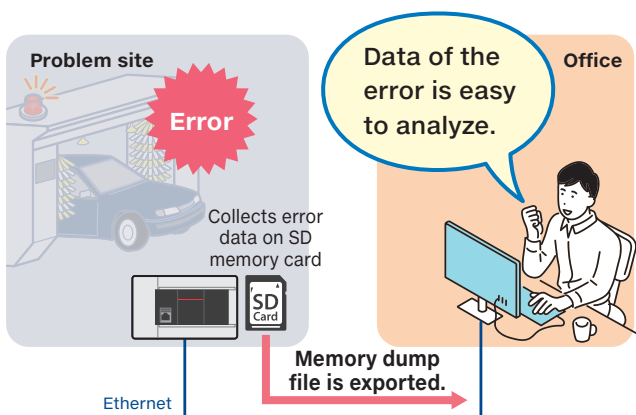 Problem site
Error
Collects error
data on SD
memory card
SD
Card
Data of the
error is easy
to analyze.
Office
Memory dump
file is exported.
Ethernet